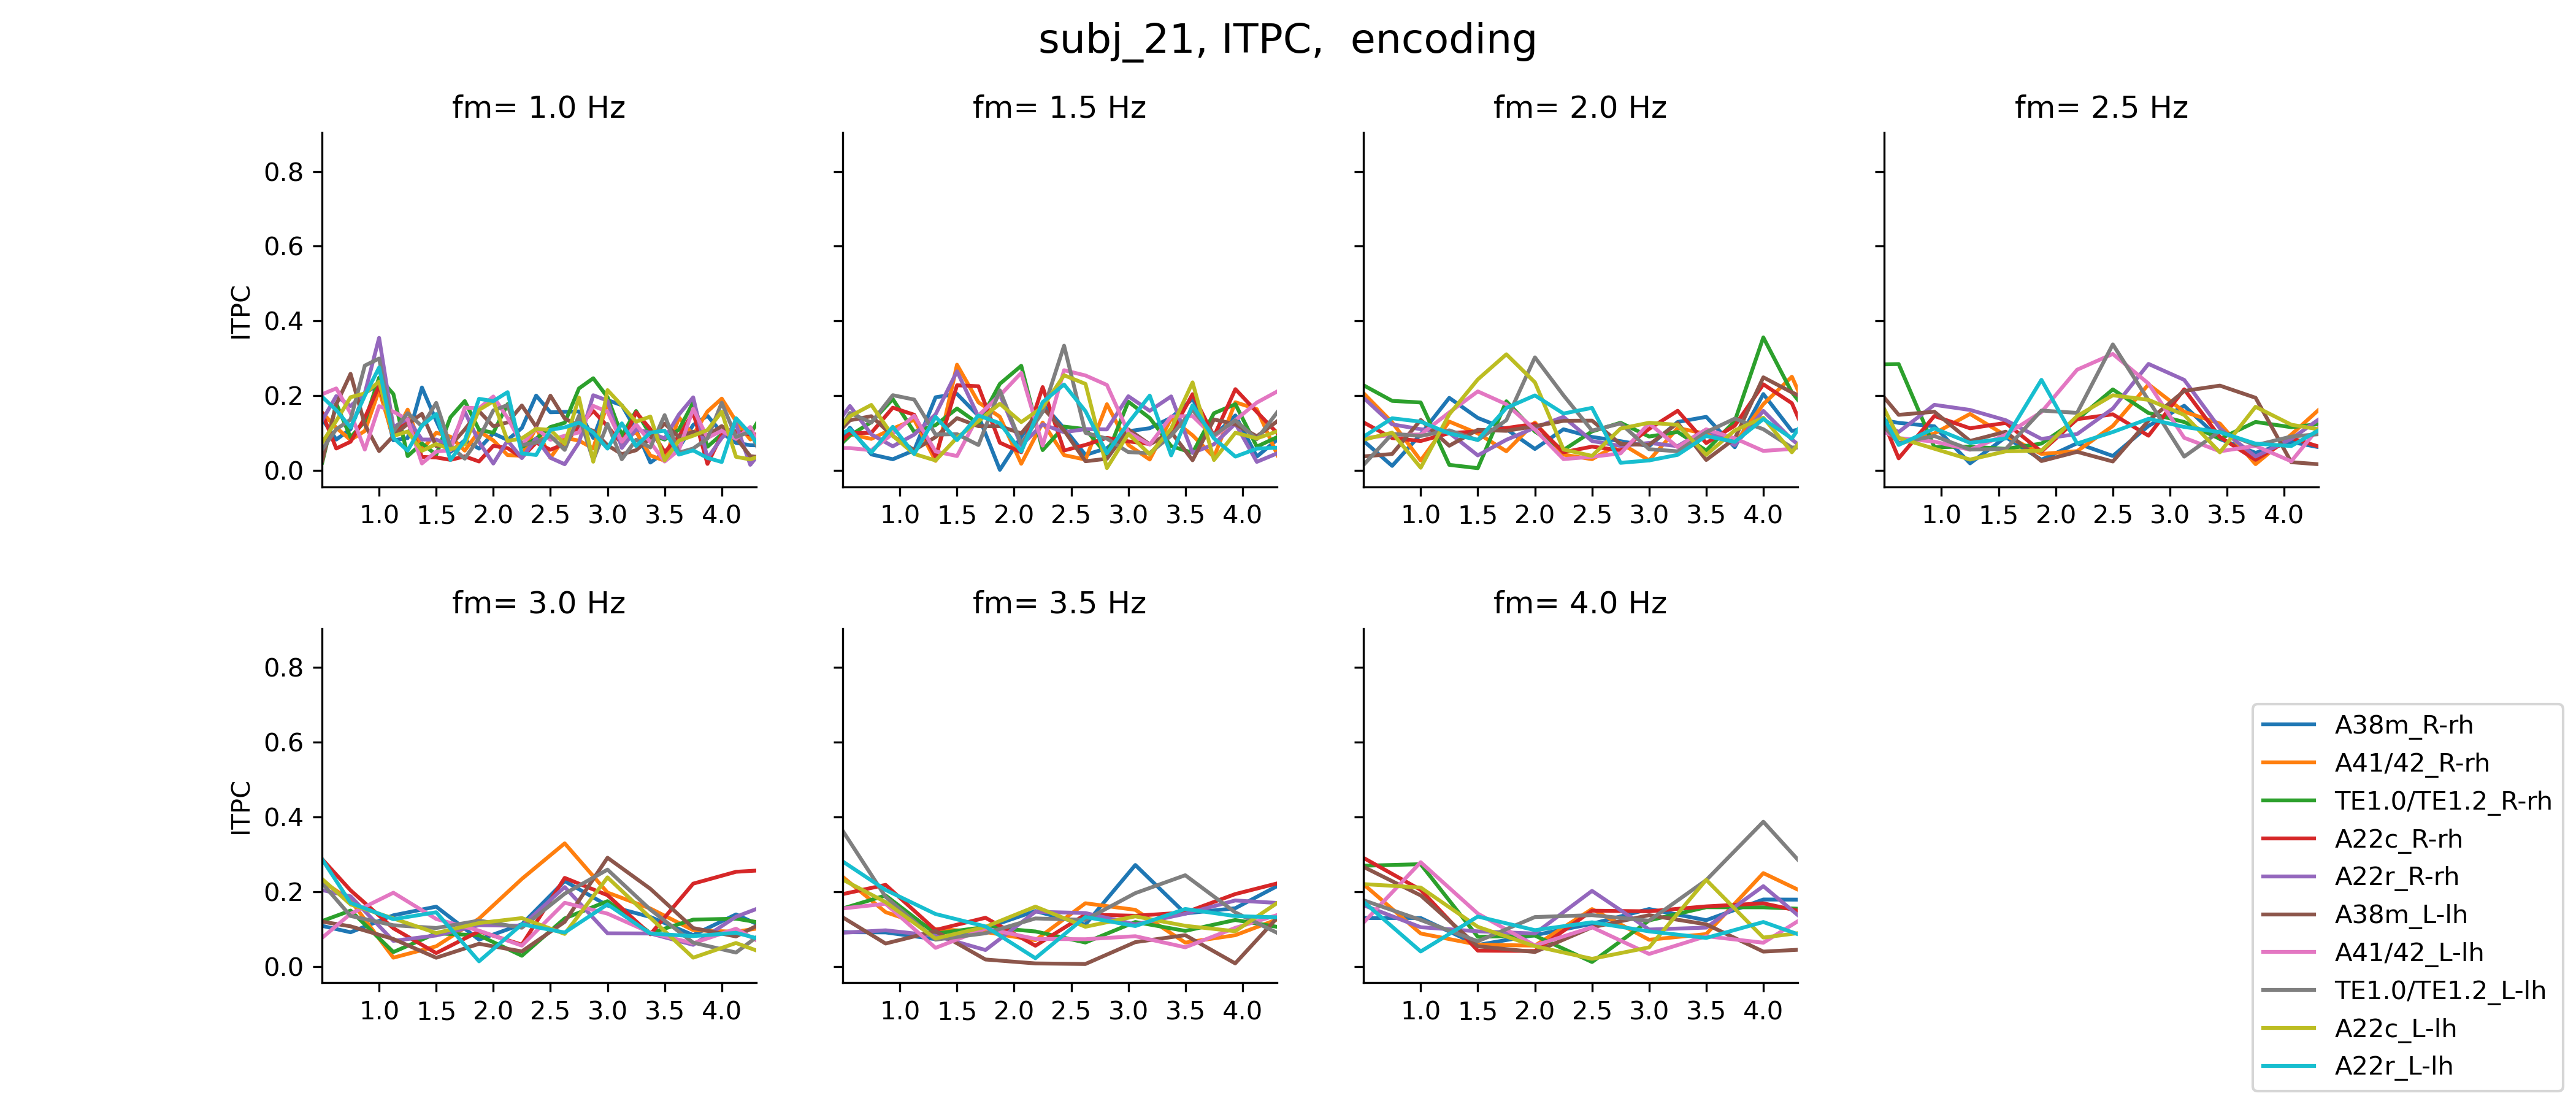 subj_21, ITPC,  encoding
fm= 1.0 Hz
fm= 1.5 Hz
fm= 2.0 Hz
fm= 2.5 Hz
ITPC
0.8
0.6
0.4
0.2
0.0
1.0 1.5 2.0 2.5 3.0 3.5 4.0
1.0 1.5 2.0 2.5 3.0 3.5 4.0
1.0 1.5 2.0 2.5 3.0 3.5 4.0
1.0 1.5 2.0 2.5 3.0 3.5 4.0
fm= 3.0 Hz
fm= 3.5 Hz
fm= 4.0 Hz
ITPC
0.8
0.6
0.4
0.2
0.0
1.0 1.5 2.0 2.5 3.0 3.5 4.0
1.0 1.5 2.0 2.5 3.0 3.5 4.0
1.0 1.5 2.0 2.5 3.0 3.5 4.0
A38m_R-rh
A41/42_R-rh
TE1.0/TE1.2_R-rh
A22c_R-rh
A22r_R-rh
A38m_L-lh
A41/42_L-lh
TE1.0/TE1.2_L-lh
A22c_L-lh
A22r_L-lh